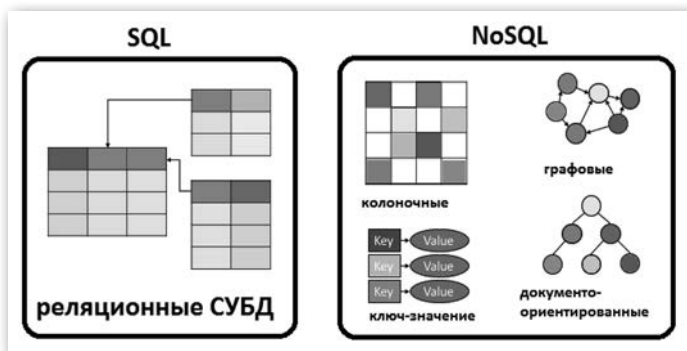 SQL
реляционные СУБД
NoSQL
колоночные
графовые
Key Value
Key Value
Key Value
ключ-значение
документо-
ориентированные